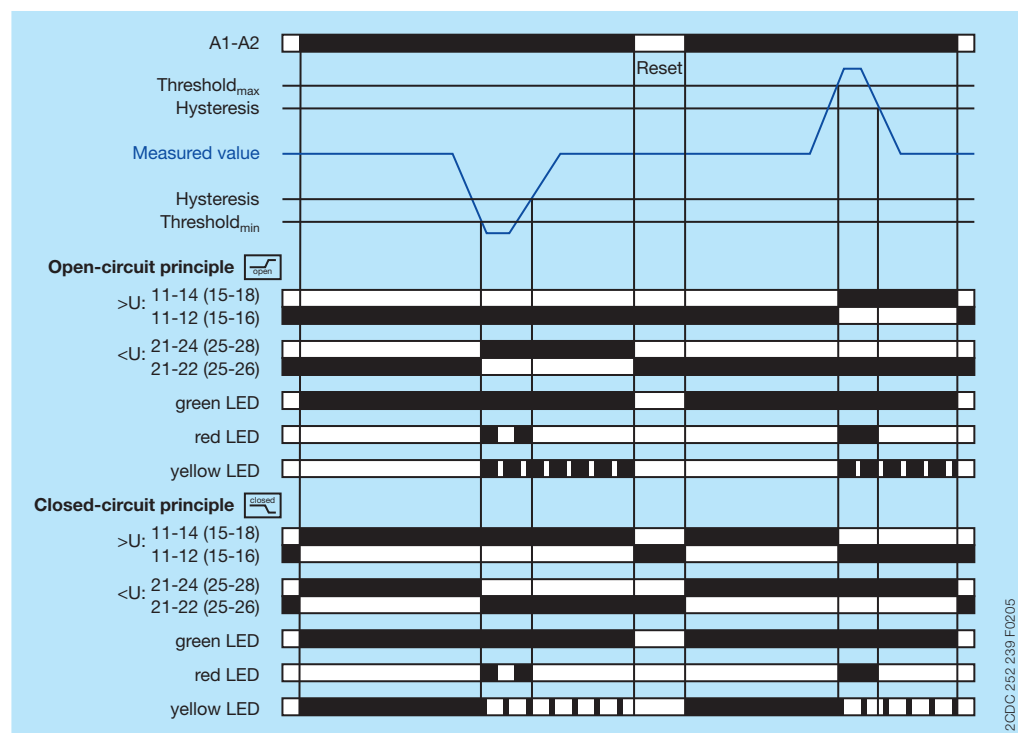 A1-A2
Reset
Threshold max
Hysteresis
Measured value
Hysteresis
Threshold min
Open-circuit principle open
>U: 11-14 (15-18)
11-12 (15-16)
<U: 21-24 (25-28)
21-22 (25-26)
green LED
red LED
yellow LED
Closed-circuit principle closed
>U: 11-14 (15-18)
11-12 (15-16)
<U: 21-24 (25-28)
21-22 (25-26)
green LED
red LED
yellow LED
2CDC 252 239 F0205